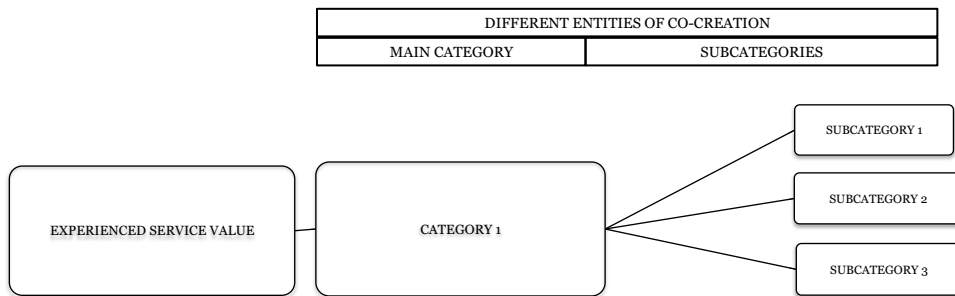 DIFFERENT ENTITIES OF CO-CREATION
MAIN CATEGORY
SUBCATEGORIES
SUBCATEGORY 1
EXPERIENCED SERVICE VALUE
CATEGORY 1
SUBCATEGORY 2
SUBCATEGORY 3